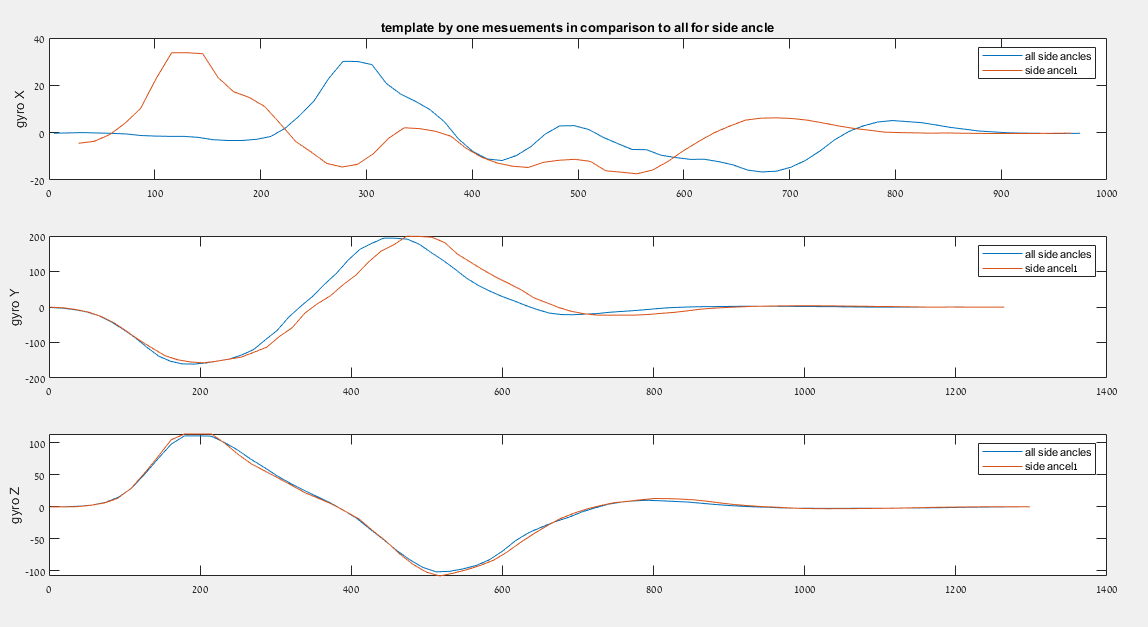 template by one mesuements in comparison to all for side ancle
40
20
0
-20
gyro X
all side ancles
side ancel1
0 100 200 300 400 500 600 700 800 900 1000
200
100
0
-100
-200
gyro Y
all side ancles
side ancel1
0 200 400 600 800 1000 1200 1400
100
50
0
-50
-100
gyro Z
all side ancles
side ancel1
0 200 400 600 800 1000 1200 1400